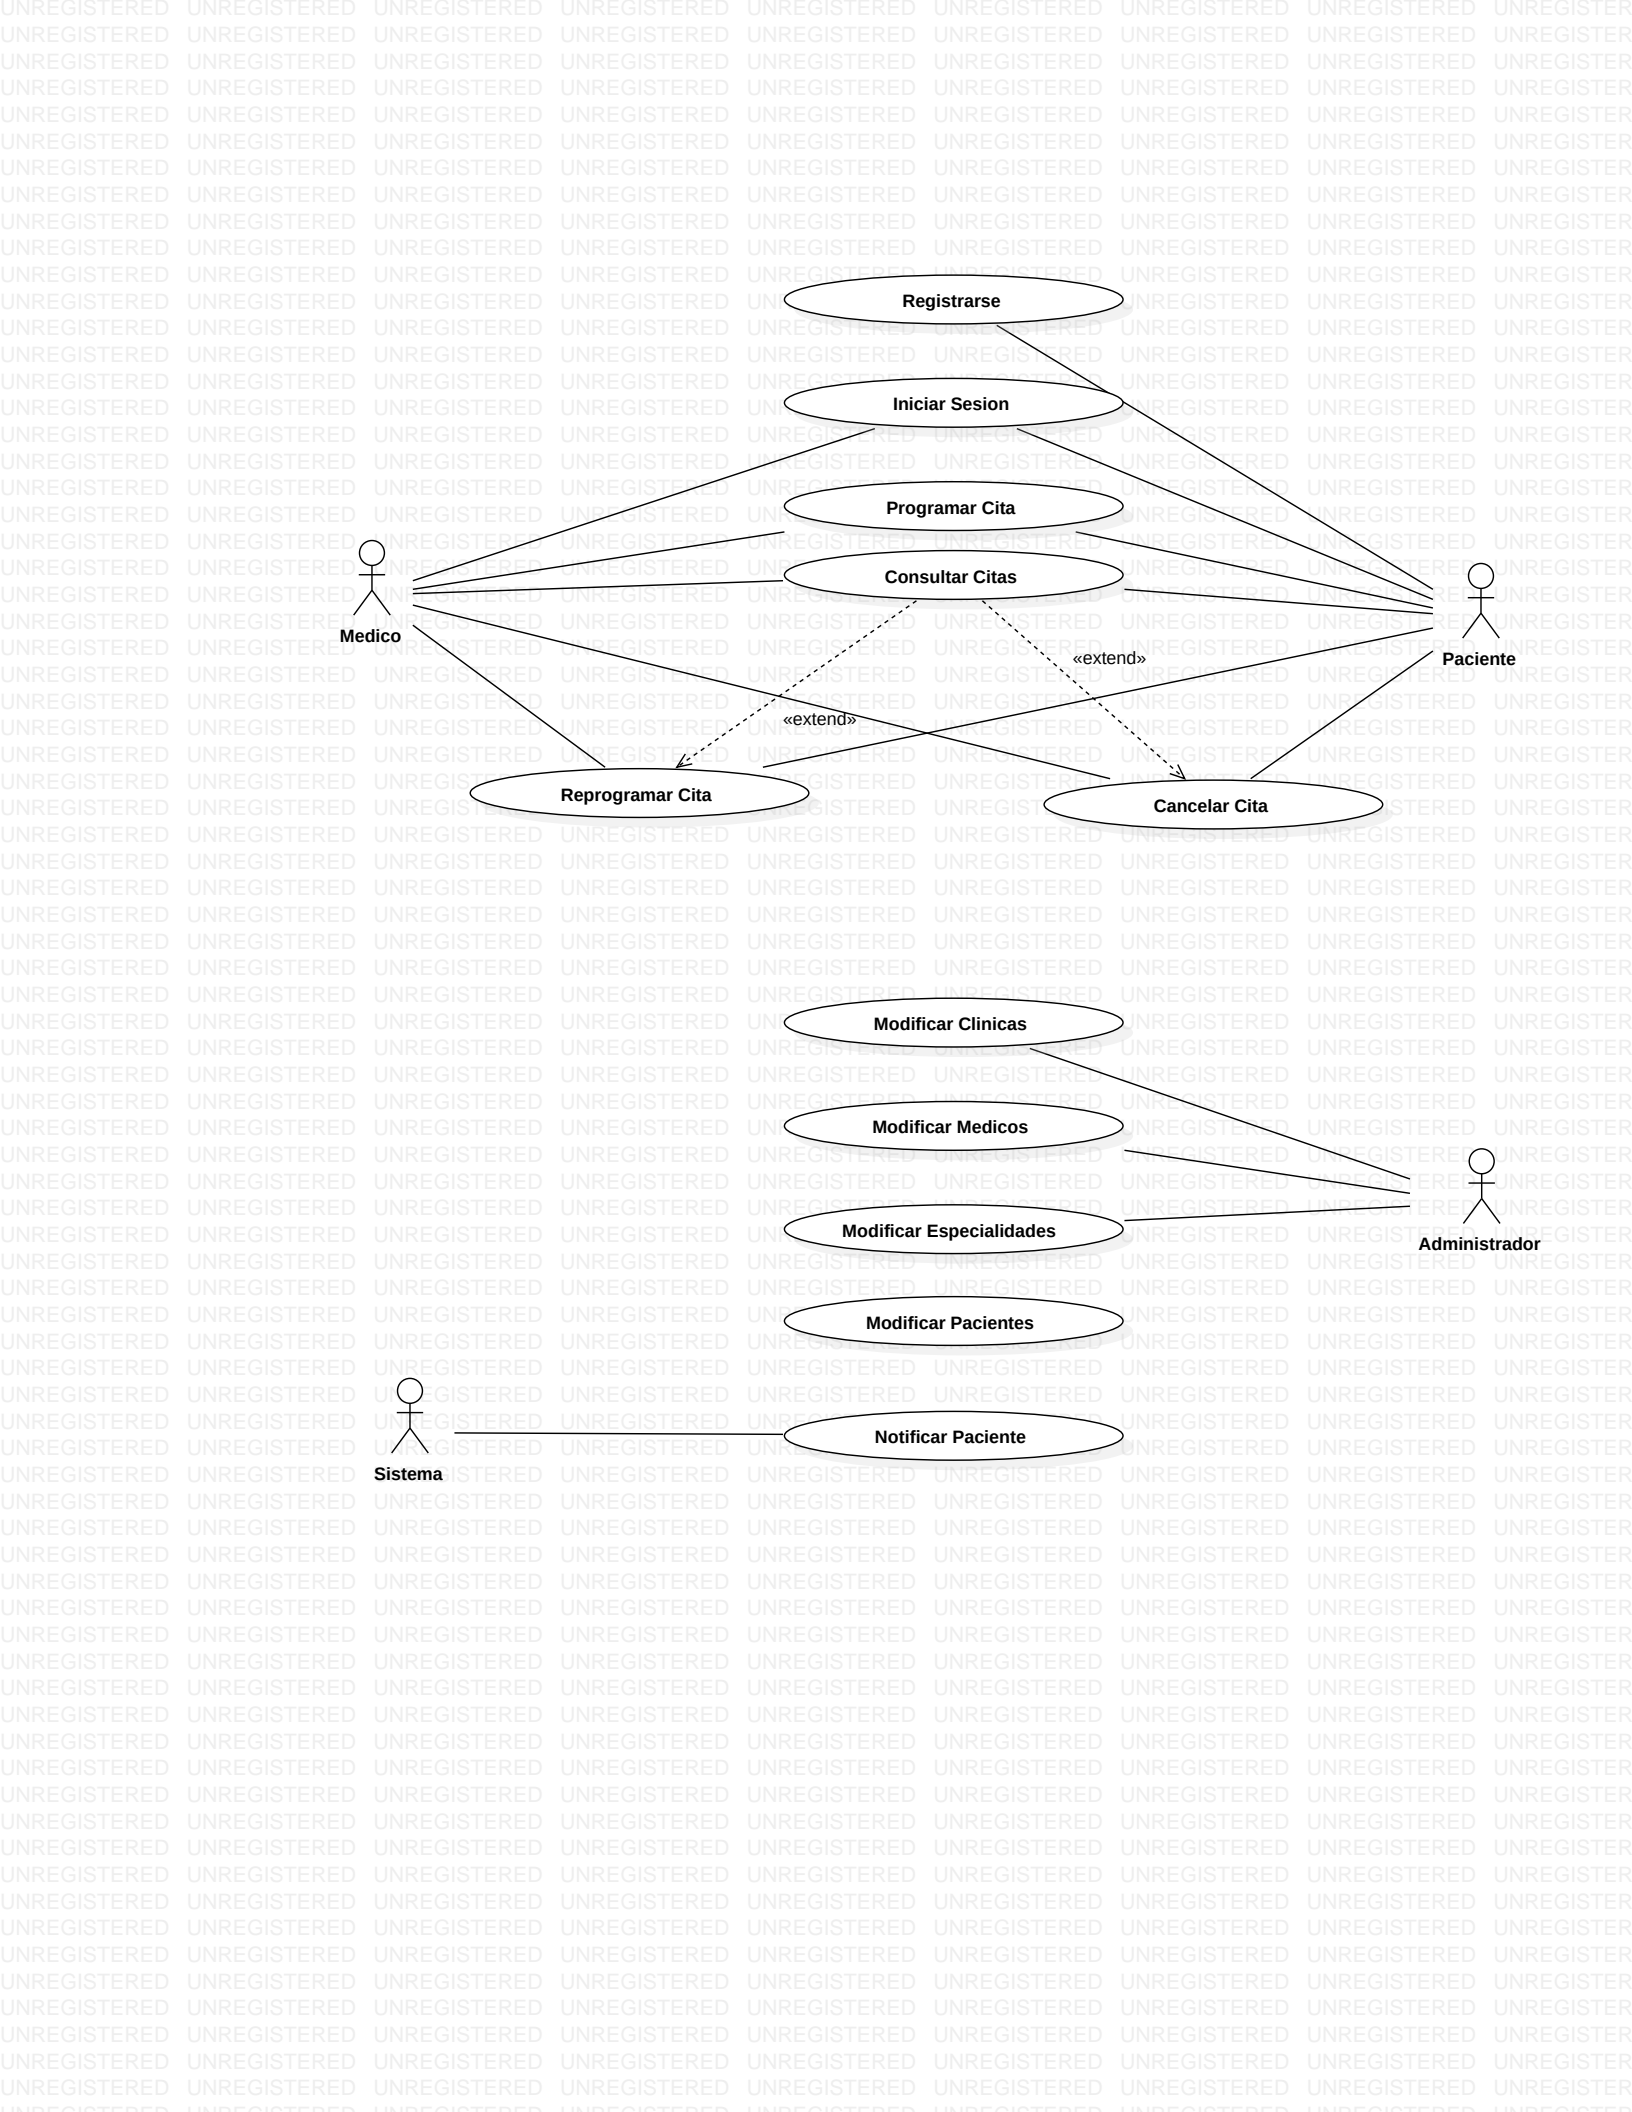 Registrarse
Iniciar Sesion
Programar Cita
Consultar Citas
Medico
Paciente
«extend»
«extend»
Reprogramar Cita
Cancelar Cita
Modificar Clinicas
Modificar Medicos
Modificar Especialidades
Administrador
Modificar Pacientes
Notificar Paciente
Sistema
UNREGISTERED